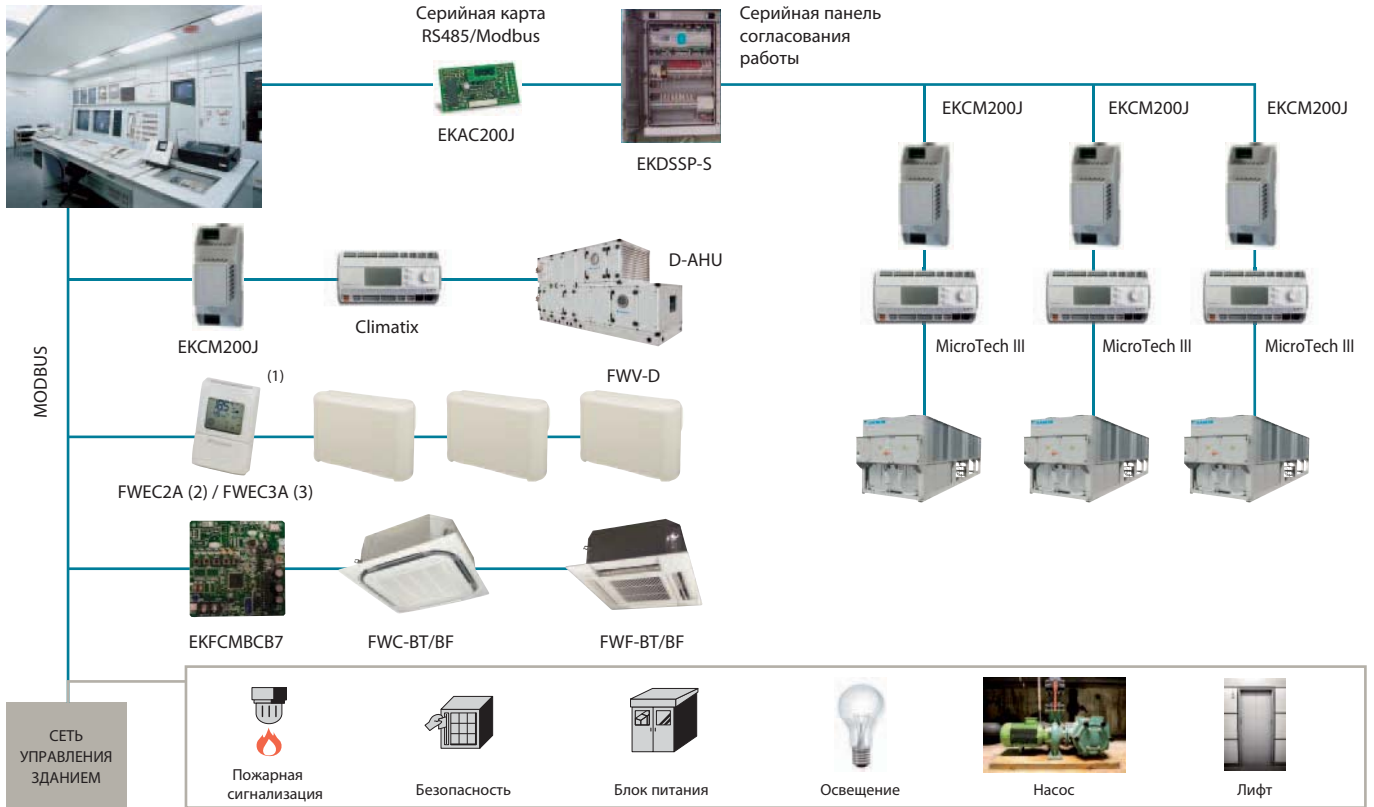 Серийная карта
RS485/Modbus
Серийная панель
согласования
работы
EKAC200J
EKDSSP-S
EKCM200J
EKCM200J
EKCM200J
MicroTech III
MicroTech III
MicroTech III
MODBUS
EKCM200J
Climatix
D-AHU
(1)
FWV-D
FWEC2A (2) / FWEC3A (3)
EKFCMBCB7
FWC-BT/BF
FWF-BT/BF
СЕТЬ
УПРАВЛЕНИЯ
ЗДАНИЕМ
Пожарная
сигнализация
Безопасность
Блок питания
Освещение
Насос
Лифт